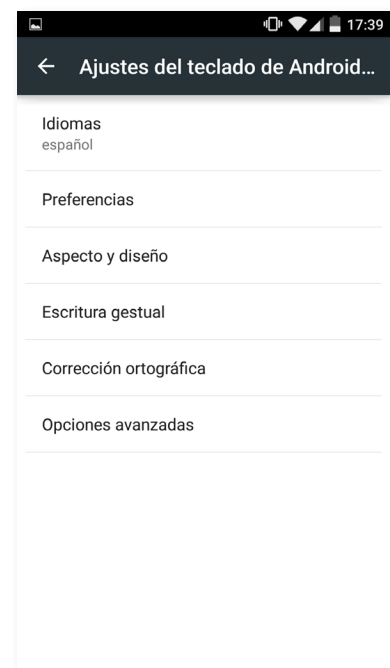 17:39
Ajustes del teclado de Android...
Idiomas
español
Preferencias
Aspecto y diseño
Escritura gestual
Corrección ortográfica
Opciones avanzadas